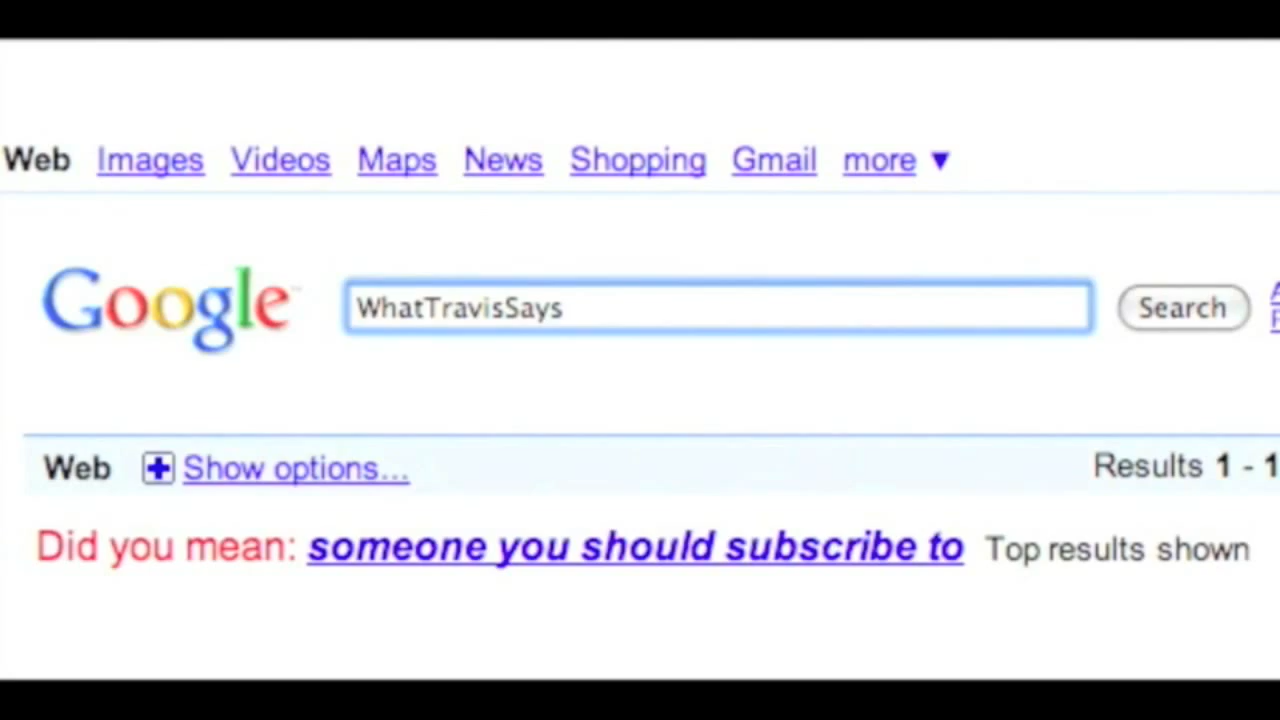 Web Images Videos Maps News Shopping Gmail more ▼
Google WhatTravisSays Search
Web Show options... Results 1 - 1
Did you mean: someone you should subscribe to Top results shown